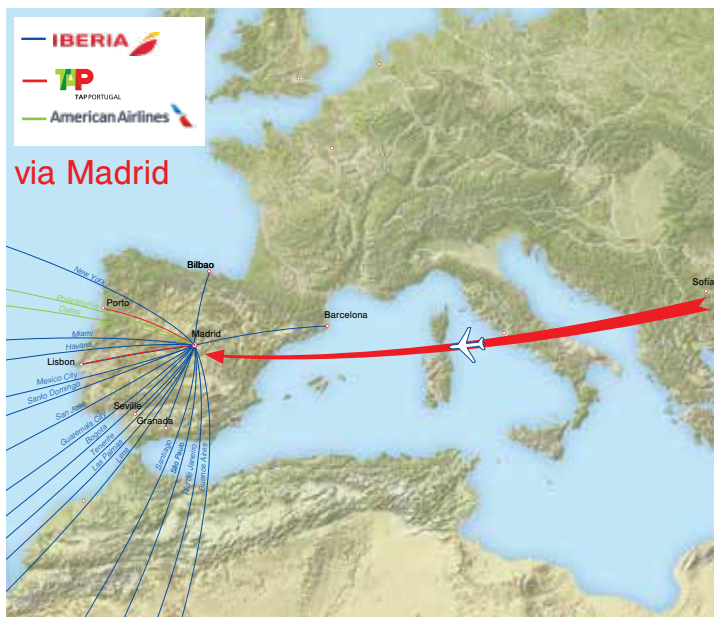 IBERIA
TAP
TAPPORTUGAL
American Airlines
via Madrid
New York
Bilbao
Sofia
Philadelphia
Porto
Dallas
Barcelona
Miami
Madrid
Havana
Lisbon
Mexico City
Santo Domingo
San José
Seville
Guatemala City
Granada
Bogota
Tenerife
Las Palmas
Lima
Santiago
São Paulo
Rio de Janeiro
Buenos Aires